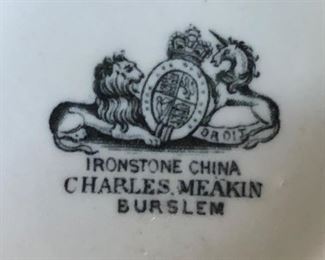 DROIT
IRONSTONE CHINA
CHARLES. MEAKIN
BURSLEM